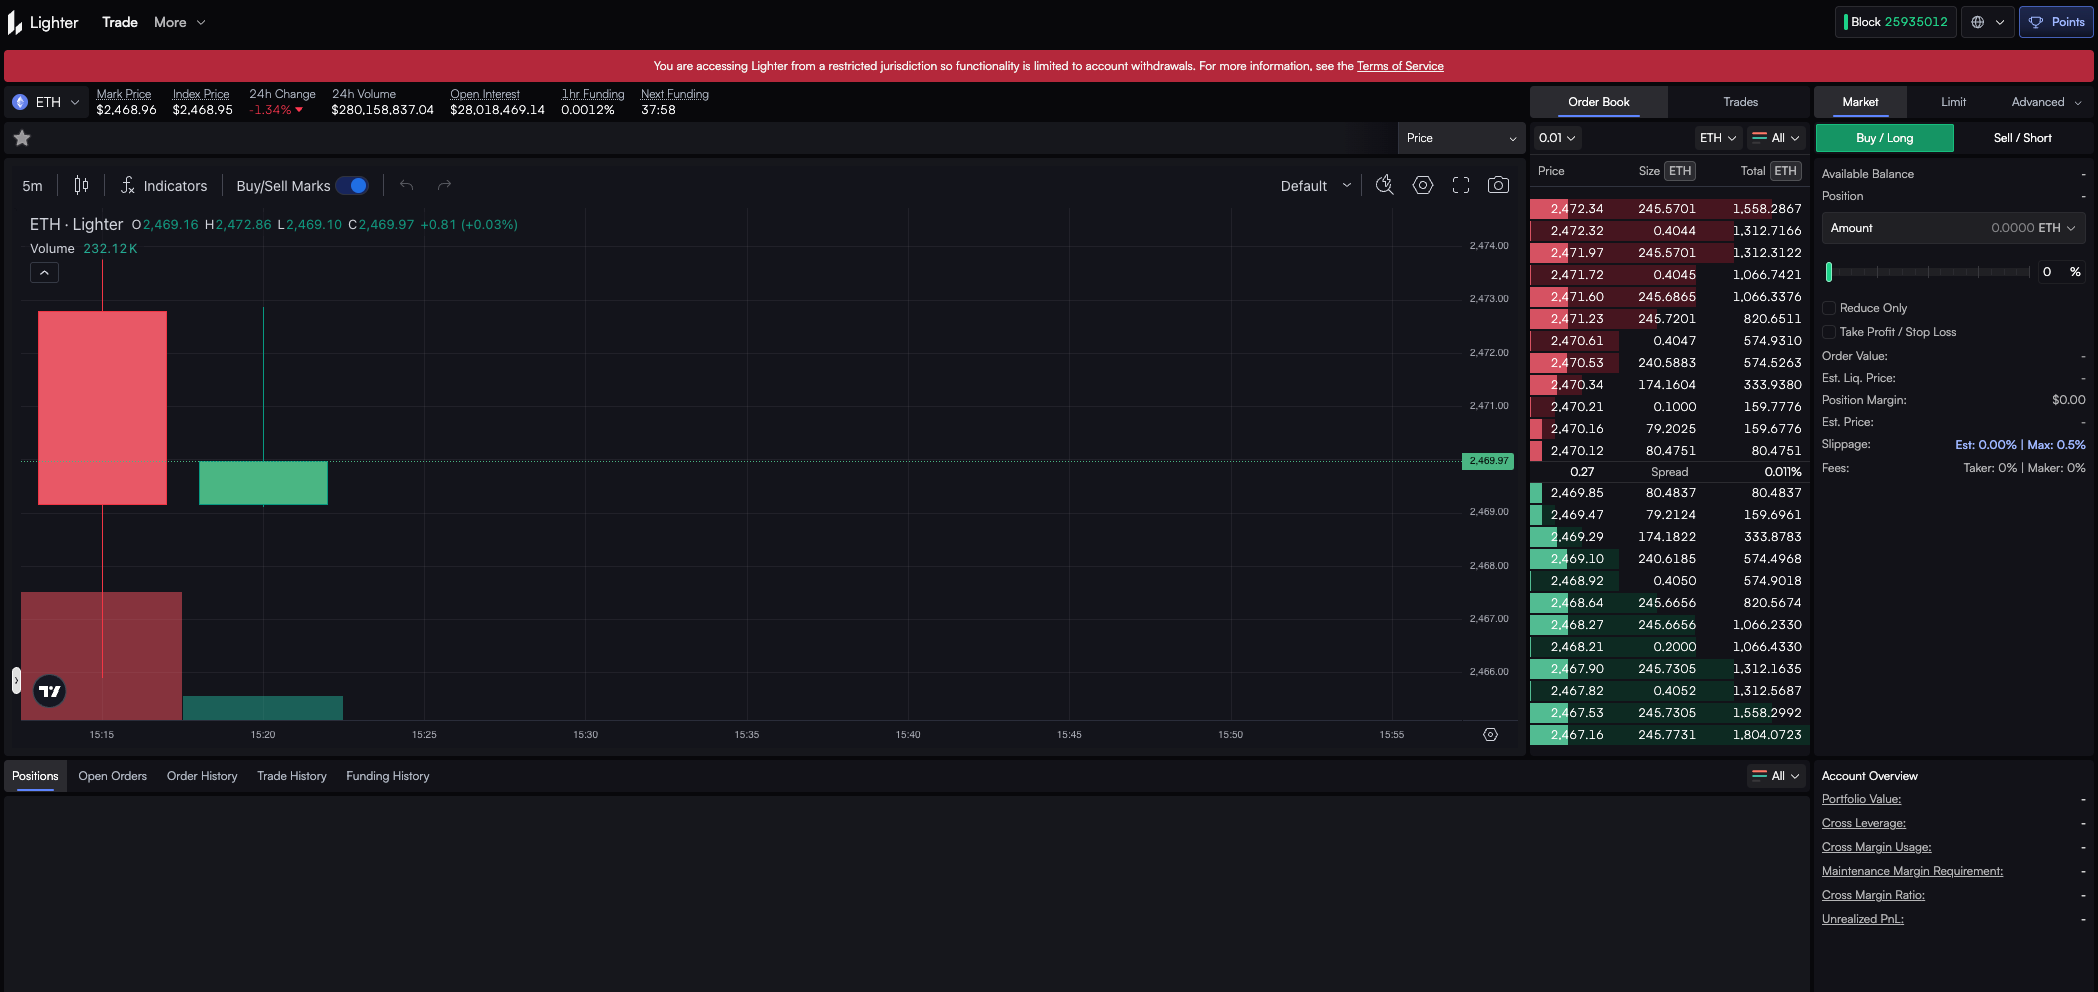 Lighter Trade More Block 25935012 Points
You are accessing Lighter from a restricted jurisdiction so functionality is limited to account withdrawals. For more information, see the Terms of Service
ETH
Mark Price Index Price 24h Change 24h Volume Open Interest 1hr Funding Next Funding
$2,468.96 $2,468.95 -1.34% $280,158,837.04 $28,018,469.14 0.0012% 37:58
Price
5m Indicators Buy/Sell Marks Default
ETH · Lighter O2,469.16 H2,472.86 L2,469.10 C2,469.97 +0.81 (+0.03%)
Volume 232.12K
2,474.00
2,473.00
2,472.00
2,471.00
2,469.97
2,469.00
2,468.00
2,467.00
2,466.00
15:15 15:20 15:25 15:30 15:35 15:40 15:45 15:50 15:55
Order Book Trades
0.01 ETH All
Price Size ETH Total ETH
2,472.34 245.5701 1,558.2867
2,472.32 0.4044 1,312.7166
2,471.97 245.5701 1,312.3122
2,471.72 0.4045 1,066.7421
2,471.60 245.6865 1,066.3376
2,471.23 245.7201 820.6511
2,470.61 0.4047 574.9310
2,470.53 240.5883 574.5263
2,470.34 174.1604 333.9380
2,470.21 0.1000 159.7776
2,470.16 79.2025 159.6776
2,470.12 80.4751 80.4751
0.27 Spread 0.011%
2,469.85 80.4837 80.4837
2,469.47 79.2124 159.6961
2,469.29 174.1822 333.8783
2,469.10 240.6185 574.4968
2,468.92 0.4050 574.9018
2,468.64 245.6656 820.5674
2,468.27 245.6656 1,066.2330
2,468.21 0.2000 1,066.4330
2,467.90 245.7305 1,312.1635
2,467.82 0.4052 1,312.5687
2,467.53 245.7305 1,558.2992
2,467.16 245.7731 1,804.0723
Market Limit Advanced
Buy / Long Sell / Short
Available Balance -
Position -
Amount 0.0000 ETH
0 %
Reduce Only
Take Profit / Stop Loss
Order Value: -
Est. Liq. Price: -
Position Margin: $0.00
Est. Price: -
Slippage: Est: 0.00% | Max: 0.5%
Fees: Taker: 0% | Maker: 0%
Positions Open Orders Order History Trade History Funding History All
Account Overview
Portfolio Value: -
Cross Leverage: -
Cross Margin Usage: -
Maintenance Margin Requirement: -
Cross Margin Ratio: -
Unrealized PnL: -